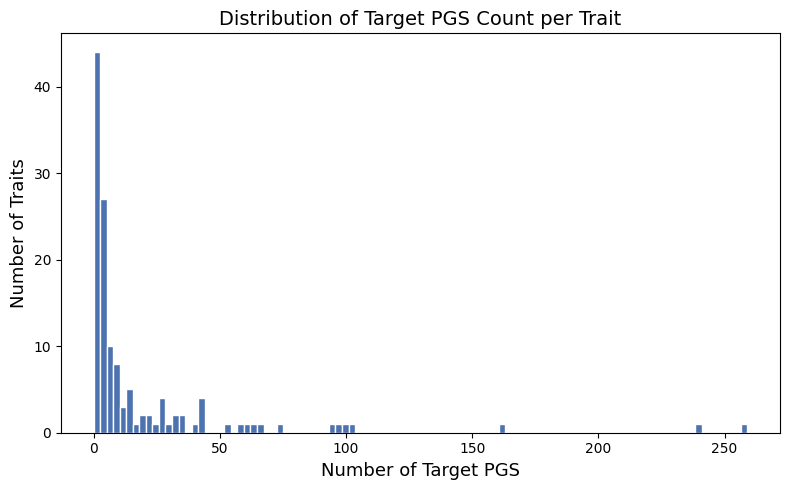 Distribution of Target PGS Count per Trait
Number of Traits
40
30
20
10
0
0 50 100 150 200 250
Number of Target PGS